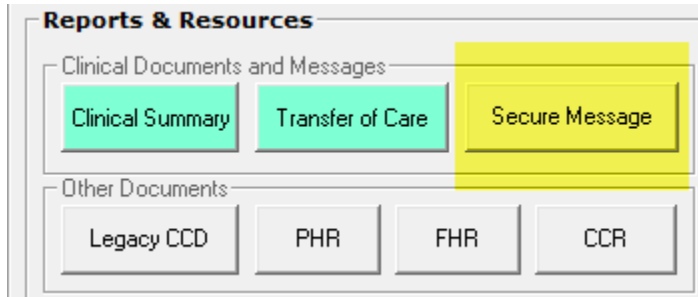 Reports & Resources
Clinical Documents and Messages
Clinical Summary Transfer of Care Secure Message
Other Documents
Legacy CCD PHR FHR CCR